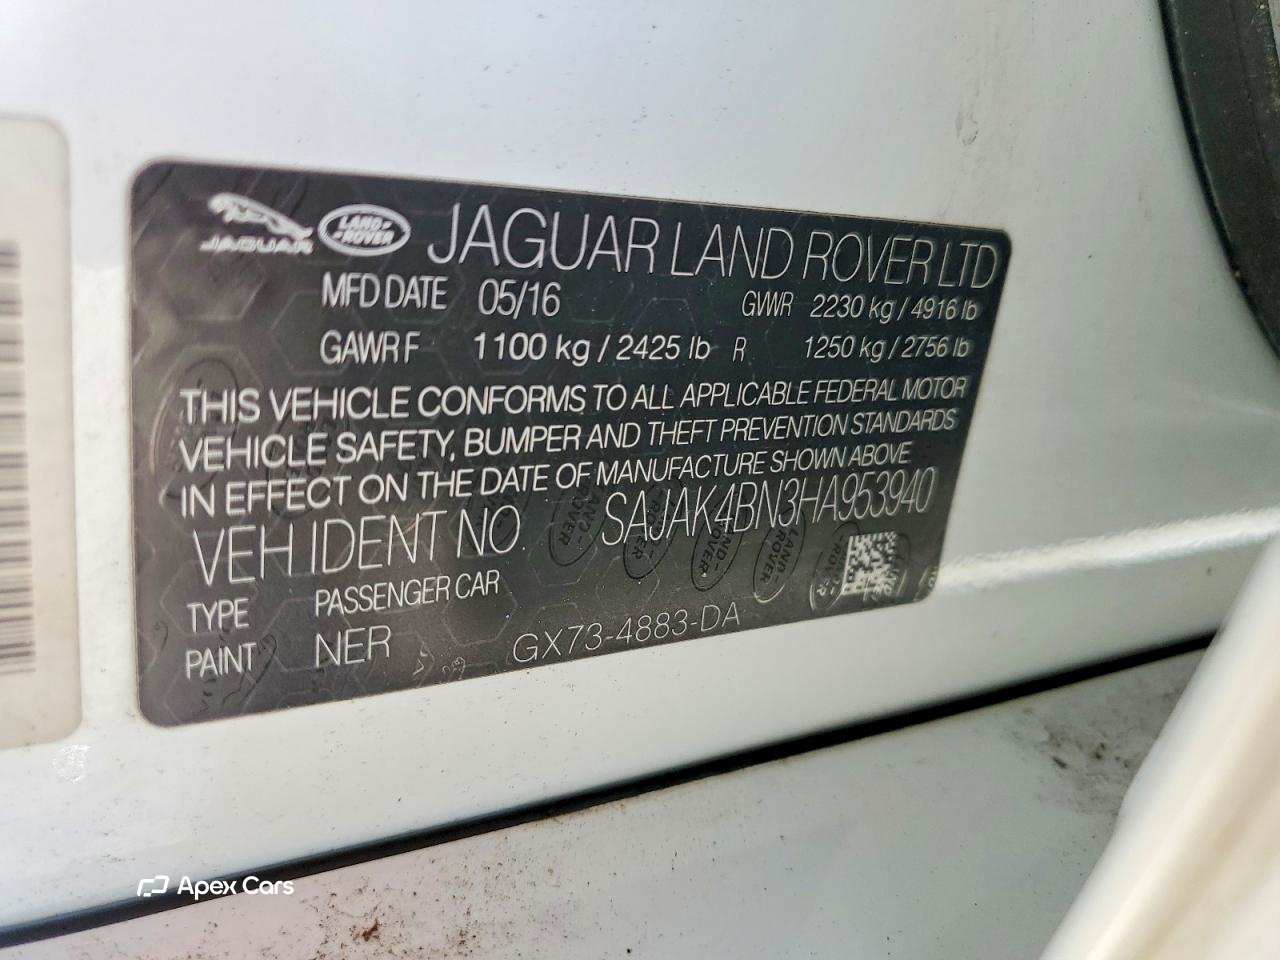 JAGUAR LAND-ROVER JAGUAR LAND ROVER LTD
MFD DATE 05/16 GVWR 2230 kg / 4916 lb
GAWR F 1100 kg / 2425 lb R 1250 kg / 2756 lb
THIS VEHICLE CONFORMS TO ALL APPLICABLE FEDERAL MOTOR
VEHICLE SAFETY, BUMPER AND THEFT PREVENTION STANDARDS
IN EFFECT ON THE DATE OF MANUFACTURE SHOWN ABOVE
VEH IDENT NO SAJAK4BN3HA953940
TYPE PASSENGER CAR
PAINT NER GX73-4883-DA
Apex Cars